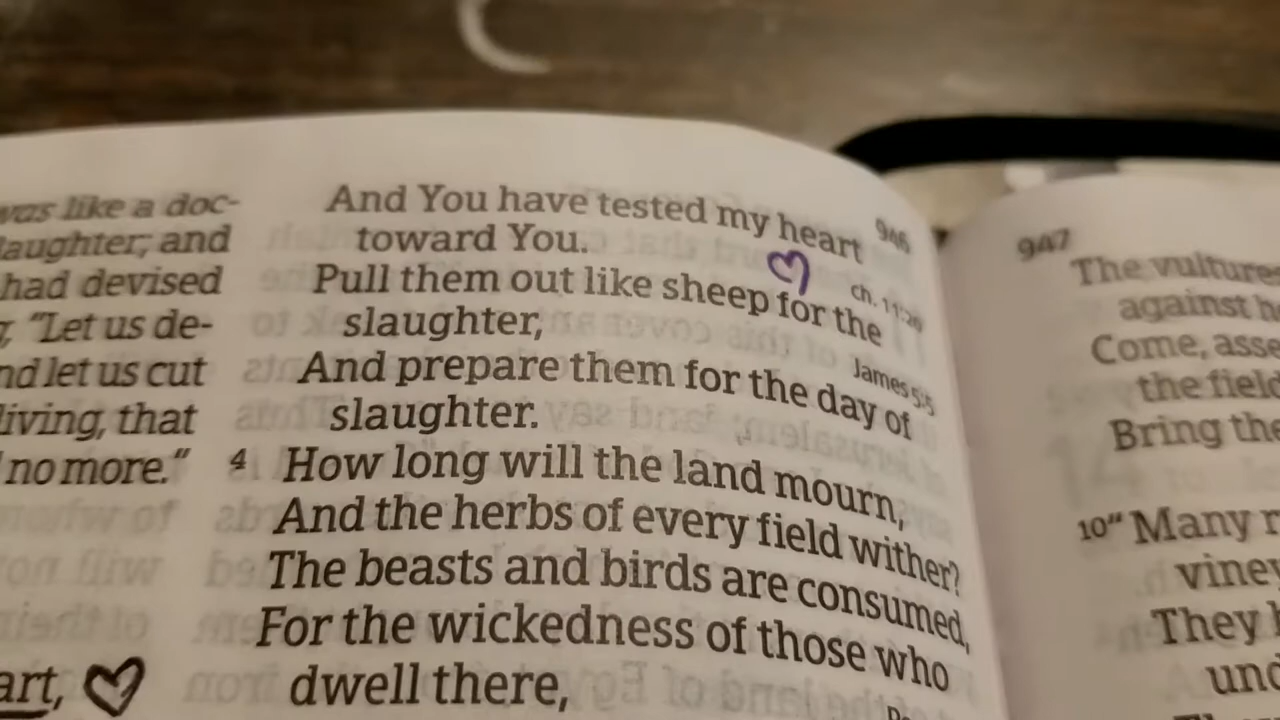 was like a doc-
laughter, and
had devised
"Let us de-
nd let us cut
living, that
no more."
art,
And You have tested my heart
toward You.
Pull them out like sheep for the
slaughter,
And prepare them for the day of
slaughter.
4 How long will the land mourn,
And the herbs of every field wither?
The beasts and birds are consumed,
For the wickedness of those who
dwell there,
946
ch. 11:20
James 5:5
947
The vultures
against h
Come, asse
the field
Bring the
10 "Many r
vine
They
und